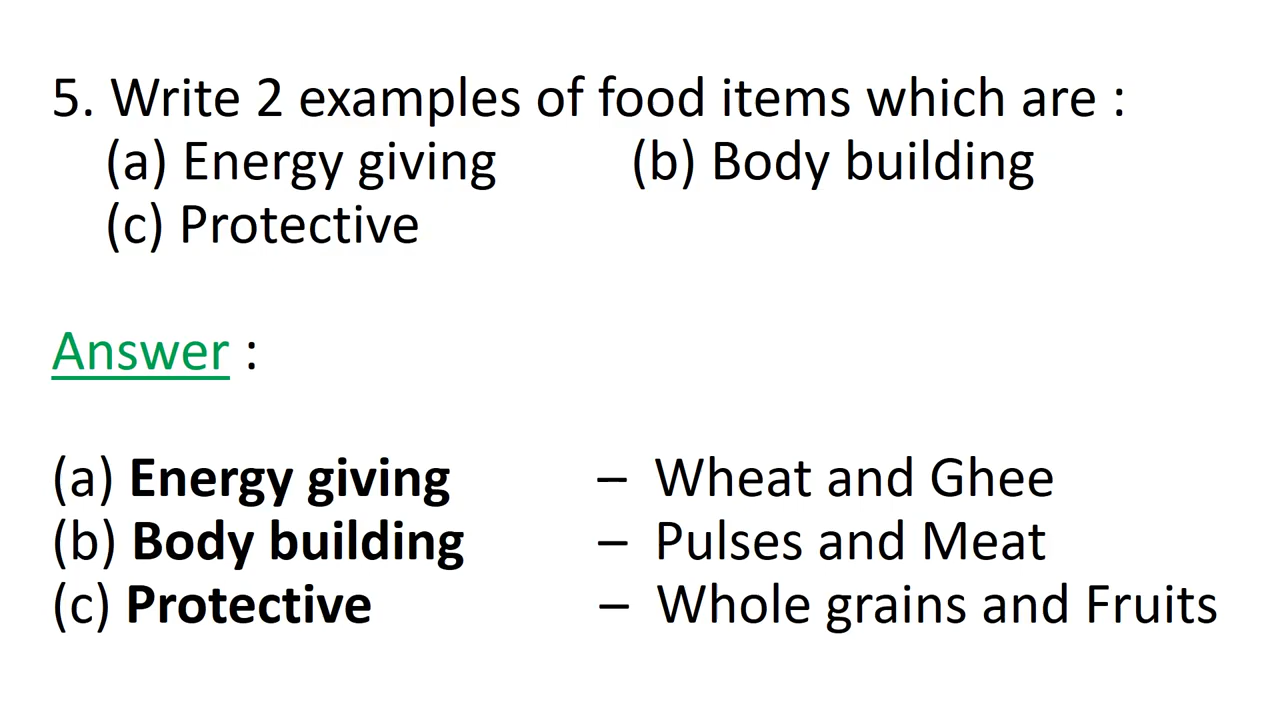 5. Write 2 examples of food items which are :
(a) Energy giving (b) Body building
(c) Protective
Answer :
(a) Energy giving – Wheat and Ghee
(b) Body building – Pulses and Meat
(c) Protective – Whole grains and Fruits